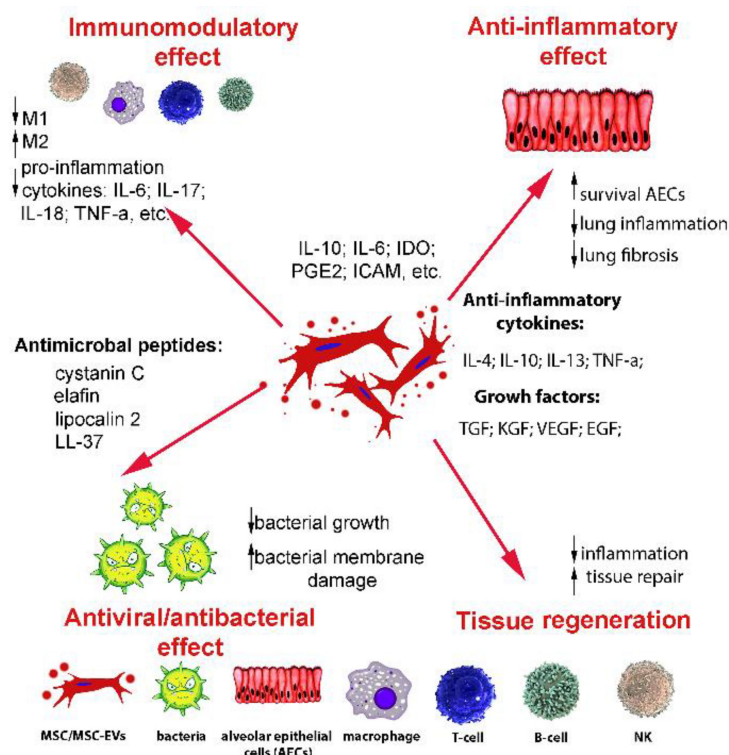 Immunomodulatory
effect
M1
M2
pro-inflammation
cytokines: IL-6; IL-17;
IL-18; TNF-a, etc.
Anti-inflammatory
effect
survival AECs
lung inflammation
lung fibrosis
IL-10; IL-6; IDO;
PGE2; ICAM, etc.
Anti-inflammatory
cytokines:
IL-4; IL-10; IL-13; TNF-a;
Growth factors:
TGF; KGF; VEGF; EGF;
Antimicrobal peptides:
cystanin C
elafin
lipocalin 2
LL-37
bacterial growth
bacterial membrane
damage
Antiviral/antibacterial
effect
inflammation
tissue repair
Tissue regeneration
MSC/MSC-EVs
bacteria
alveolar epithelial
cells (AECs)
macrophage
T-cell
B-cell
NK